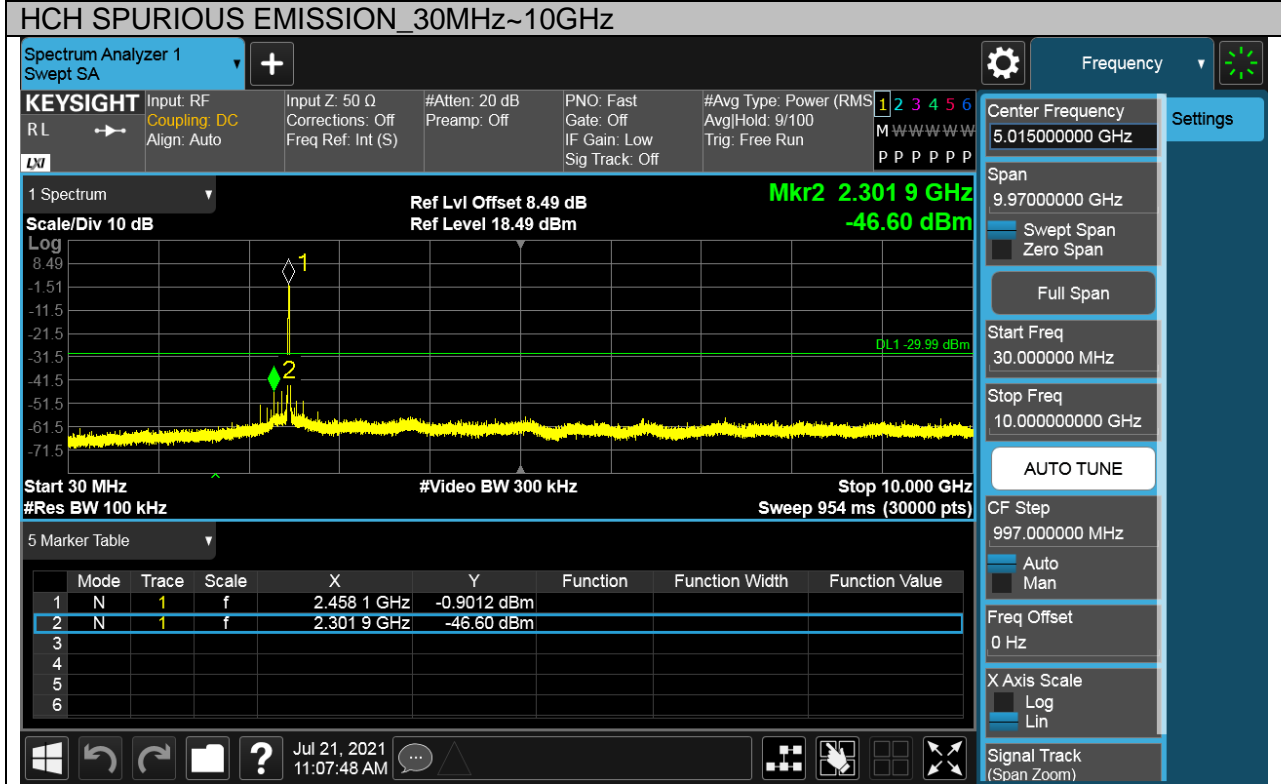 HCH SPURIOUS EMISSION_30MHz~10GHz
Spectrum Analyzer 1
Swept SA
+
Frequency
KEYSIGHT
RL
LXI
Input: RF
Coupling: DC
Align: Auto
Input Z: 50 Ω
Corrections: Off
Freq Ref: Int (S)
#Atten: 20 dB
Preamp: Off
PNO: Fast
Gate: Off
IF Gain: Low
Sig Track: Off
#Avg Type: Power (RMS
Avg|Hold: 9/100
Trig: Free Run
1 2 3 4 5 6
M W W W W W
P P P P P P
1 Spectrum
Scale/Div 10 dB
Ref Lvl Offset 8.49 dB
Ref Level 18.49 dBm
Mkr2 2.301 9 GHz
-46.60 dBm
Log
8.49
-1.51
-11.5
-21.5
-31.5
-41.5
-51.5
-61.5
-71.5
1
2
DL1 -29.99 dBm
Start 30 MHz
#Video BW 300 kHz
Stop 10.000 GHz
#Res BW 100 kHz
Sweep 954 ms (30000 pts)
5 Marker Table
Mode Trace Scale X Y Function Function Width Function Value
1 N 1 f 2.458 1 GHz -0.9012 dBm
2 N 1 f 2.301 9 GHz -46.60 dBm
3
4
5
6
?
Jul 21, 2021
11:07:48 AM
Center Frequency
5.015000000 GHz
Settings
Span
9.97000000 GHz
Swept Span
Zero Span
Full Span
Start Freq
30.000000 MHz
Stop Freq
10.000000000 GHz
AUTO TUNE
CF Step
997.000000 MHz
Auto
Man
Freq Offset
0 Hz
X Axis Scale
Log
Lin
Signal Track
(Span Zoom)